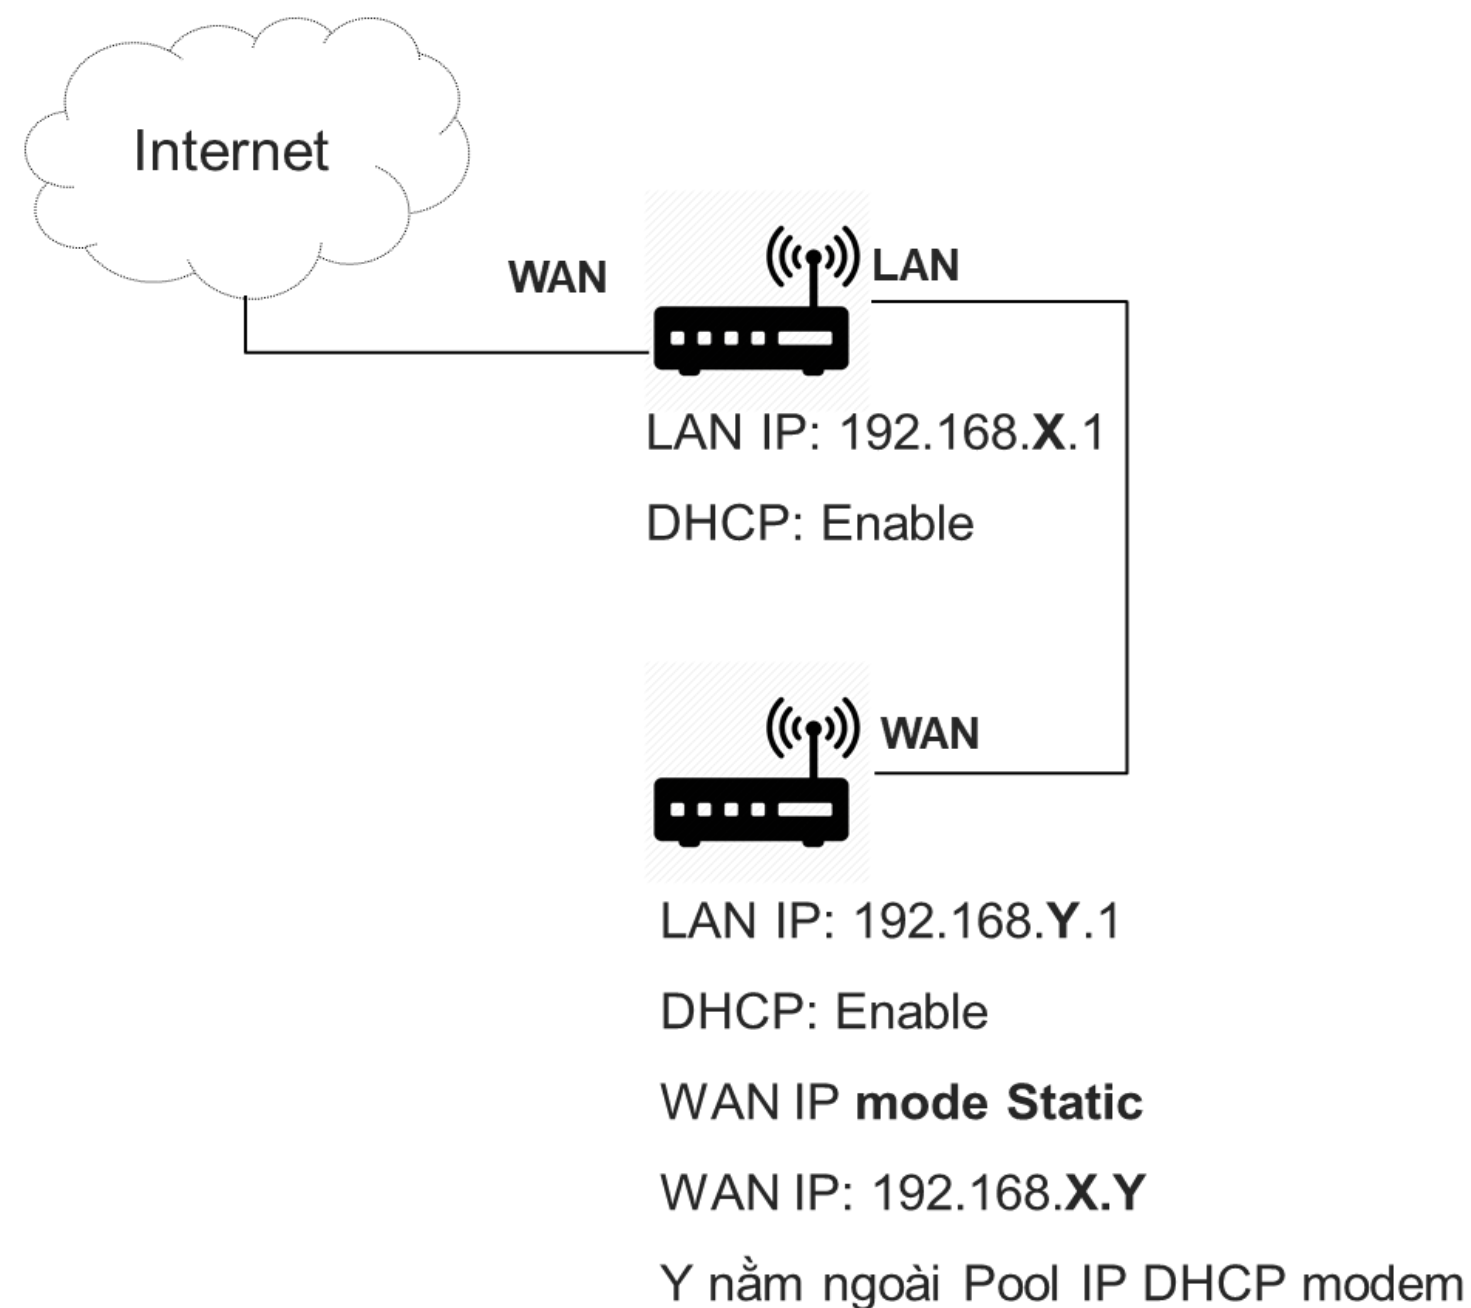 Internet
WAN
LAN
LAN IP: 192.168.X.1
DHCP: Enable
WAN
LAN IP: 192.168.Y.1
DHCP: Enable
WAN IP mode Static
WAN IP: 192.168.X.Y
Y nằm ngoài Pool IP DHCP modem